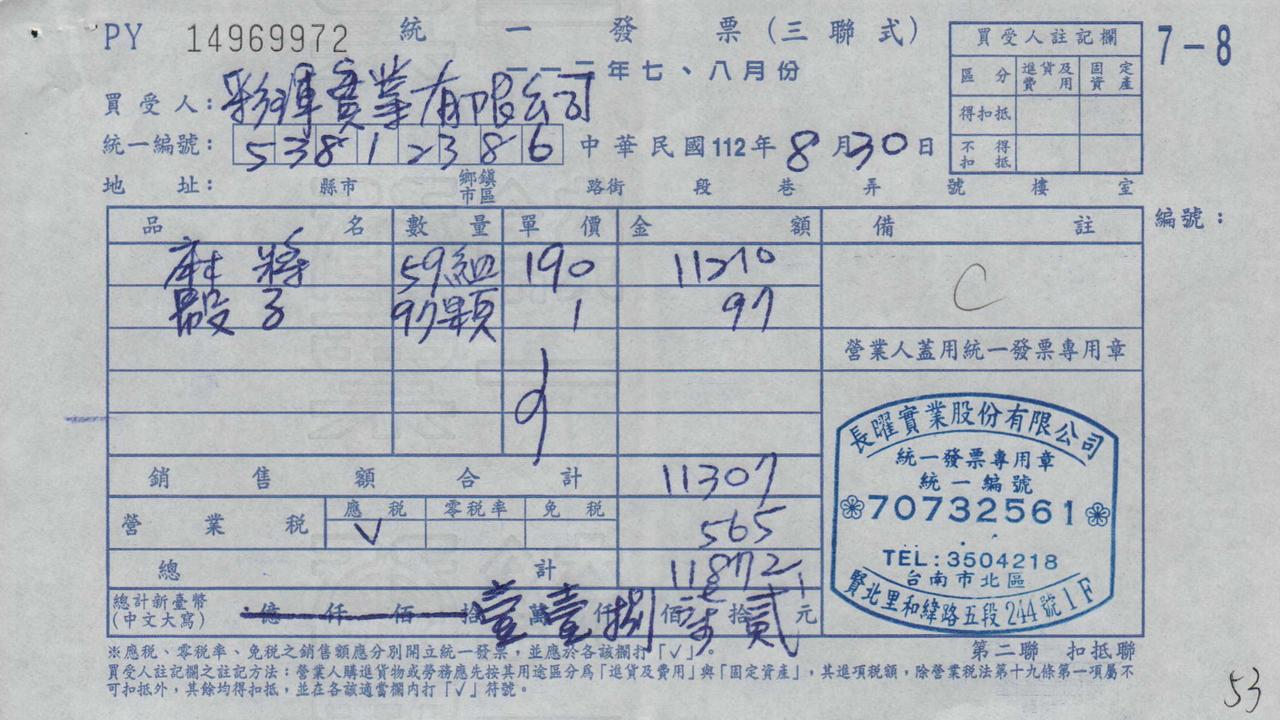 PY 14969972 統一發票(三聯式)
7-8
一一二年七、八月份
買受人註記欄
區分 進貨及費用 固定資產
得扣抵
不得扣抵
買受人：彩琿實業有限公司
統一編號：53812386 中華民國112年8月30日
地址： 縣市 鄉鎮市區 路街 段 巷 弄 號 樓 室
編號：
品名 數量 單價 金額 備註
麻將 59組 190 11210 C
骰子 97顆 1 97
營業人蓋用統一發票專用章
銷售額合計 11307
營業稅 應稅 零稅率 免稅
√ 565
總計 11872
總計新臺幣(中文大寫) 億 仟 佰 拾壹萬壹仟捌佰柒拾貳元
長曜實業股份有限公司
統一發票專用章
統一編號
70732561
TEL:3504218
台南市北區
賢北里和緯路五段244號1F
※應稅、零稅率、免稅之銷售額應分別開立統一發票，並應於各該欄打「√」。
第二聯 扣抵聯
買受人註記欄之註記方法：營業人購進貨物或勞務應先按其用途區分為「進貨及費用」與「固定資產」，其進項稅額，除營業稅法第十九條第一項屬不
可扣抵外，其餘均得扣抵，並在各該適當欄內打「√」符號。
53